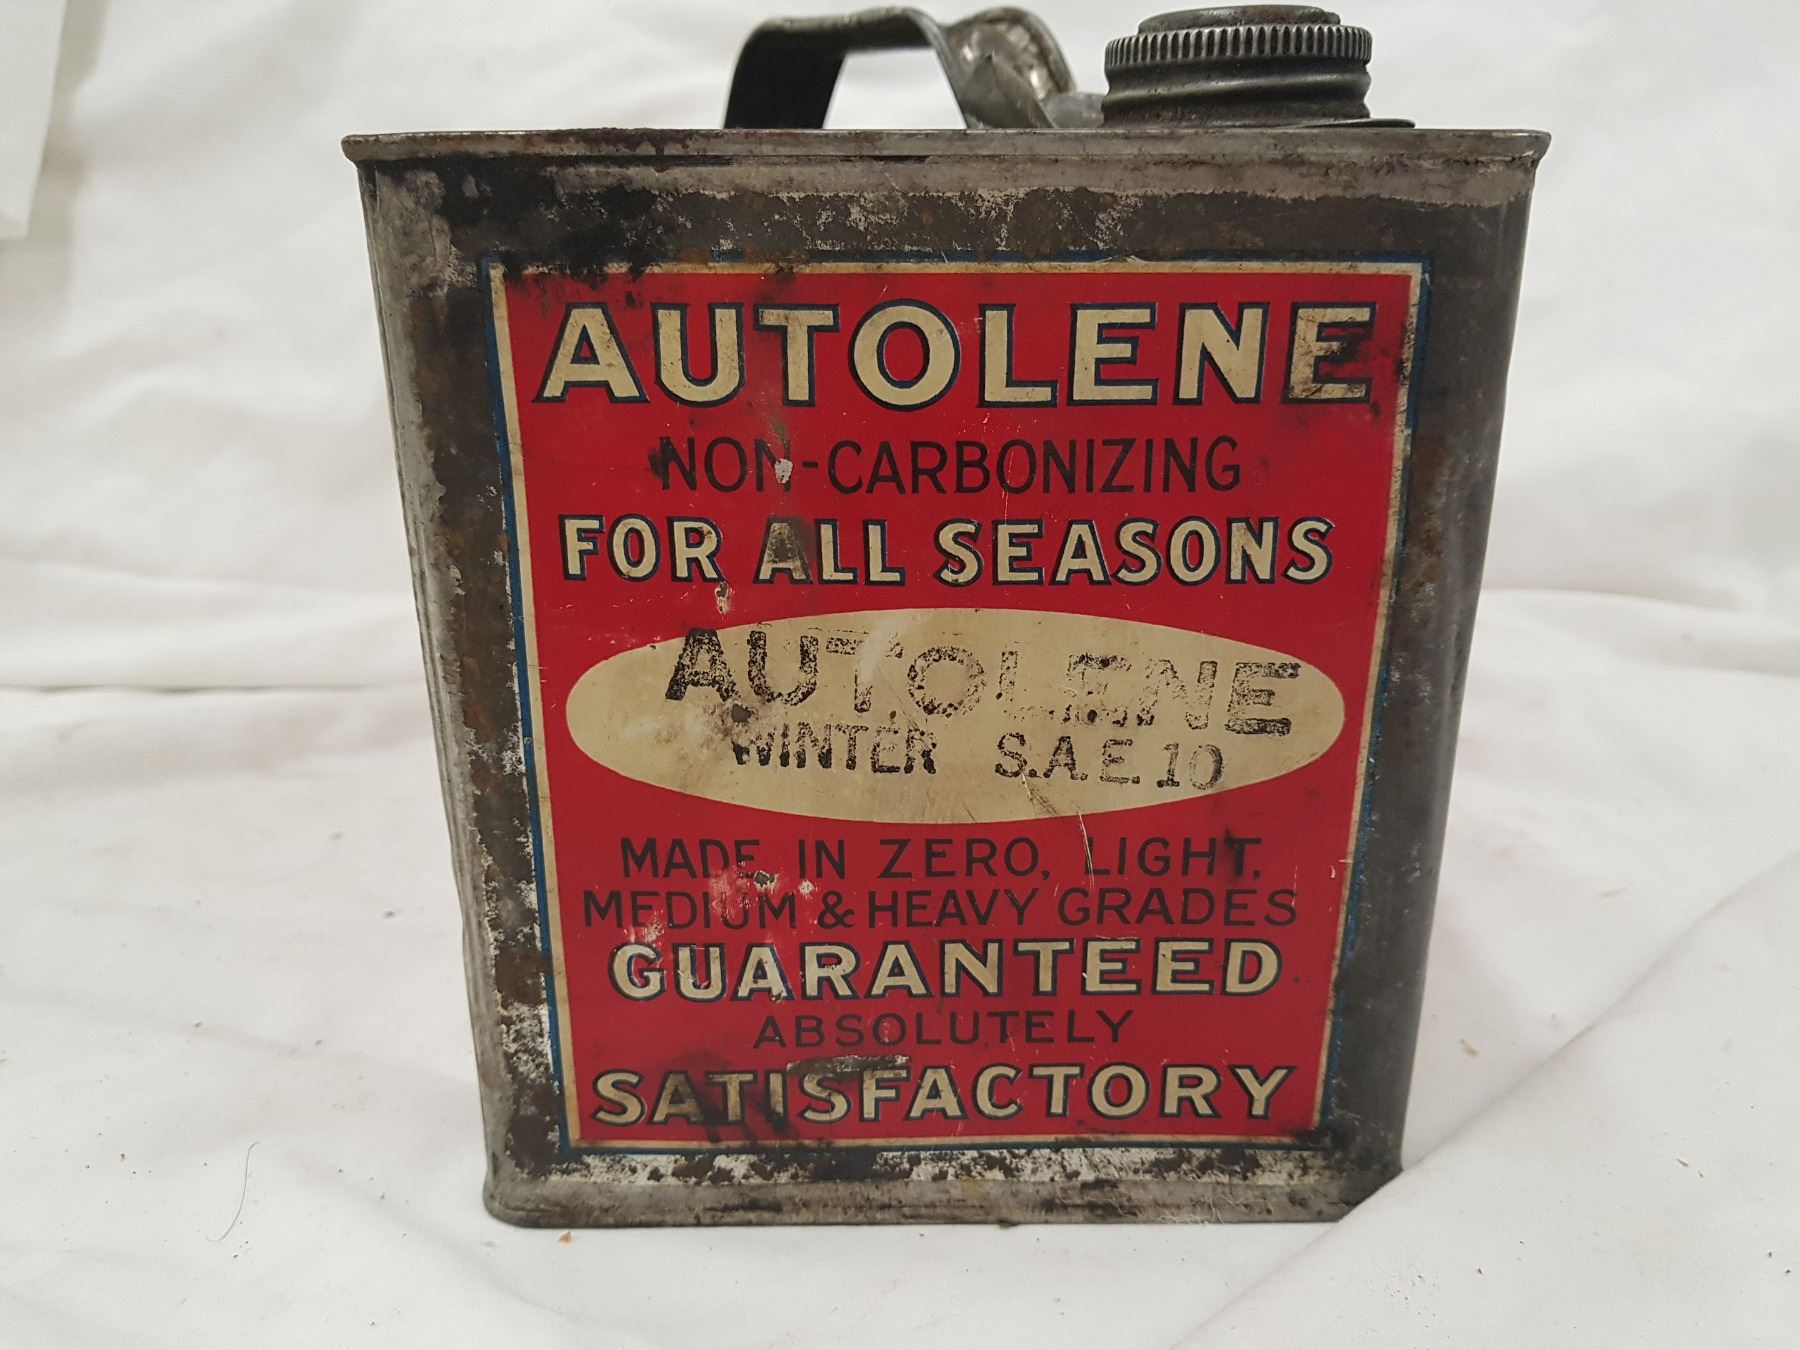 AUTOLENE
NON-CARBONIZING
FOR ALL SEASONS
AUTOLENE
WINTER S.A.E. 10
MADE IN ZERO, LIGHT,
MEDIUM & HEAVY GRADES
GUARANTEED
ABSOLUTELY
SATISFACTORY